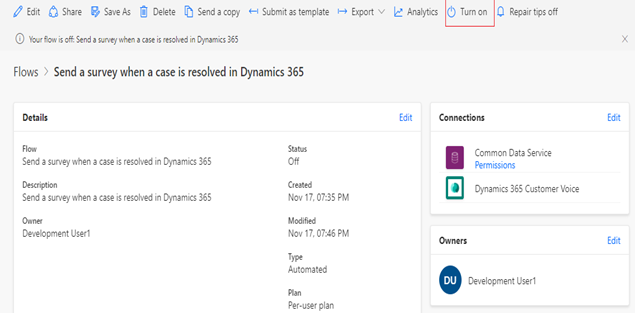 Edit Share Save As Delete Send a copy Submit as template Export Analytics Turn on Repair tips off
Your flow is off: Send a survey when a case is resolved in Dynamics 365
Flows > Send a survey when a case is resolved in Dynamics 365
Details Edit
Flow
Send a survey when a case is resolved in Dynamics 365
Description
Send a survey when a case is resolved in Dynamics 365
Owner
Development User1
Status
Off
Created
Nov 17, 07:35 PM
Modified
Nov 17, 07:46 PM
Type
Automated
Plan
Per-user plan
Connections Edit
Common Data Service
Permissions
Dynamics 365 Customer Voice
Owners Edit
DU Development User1